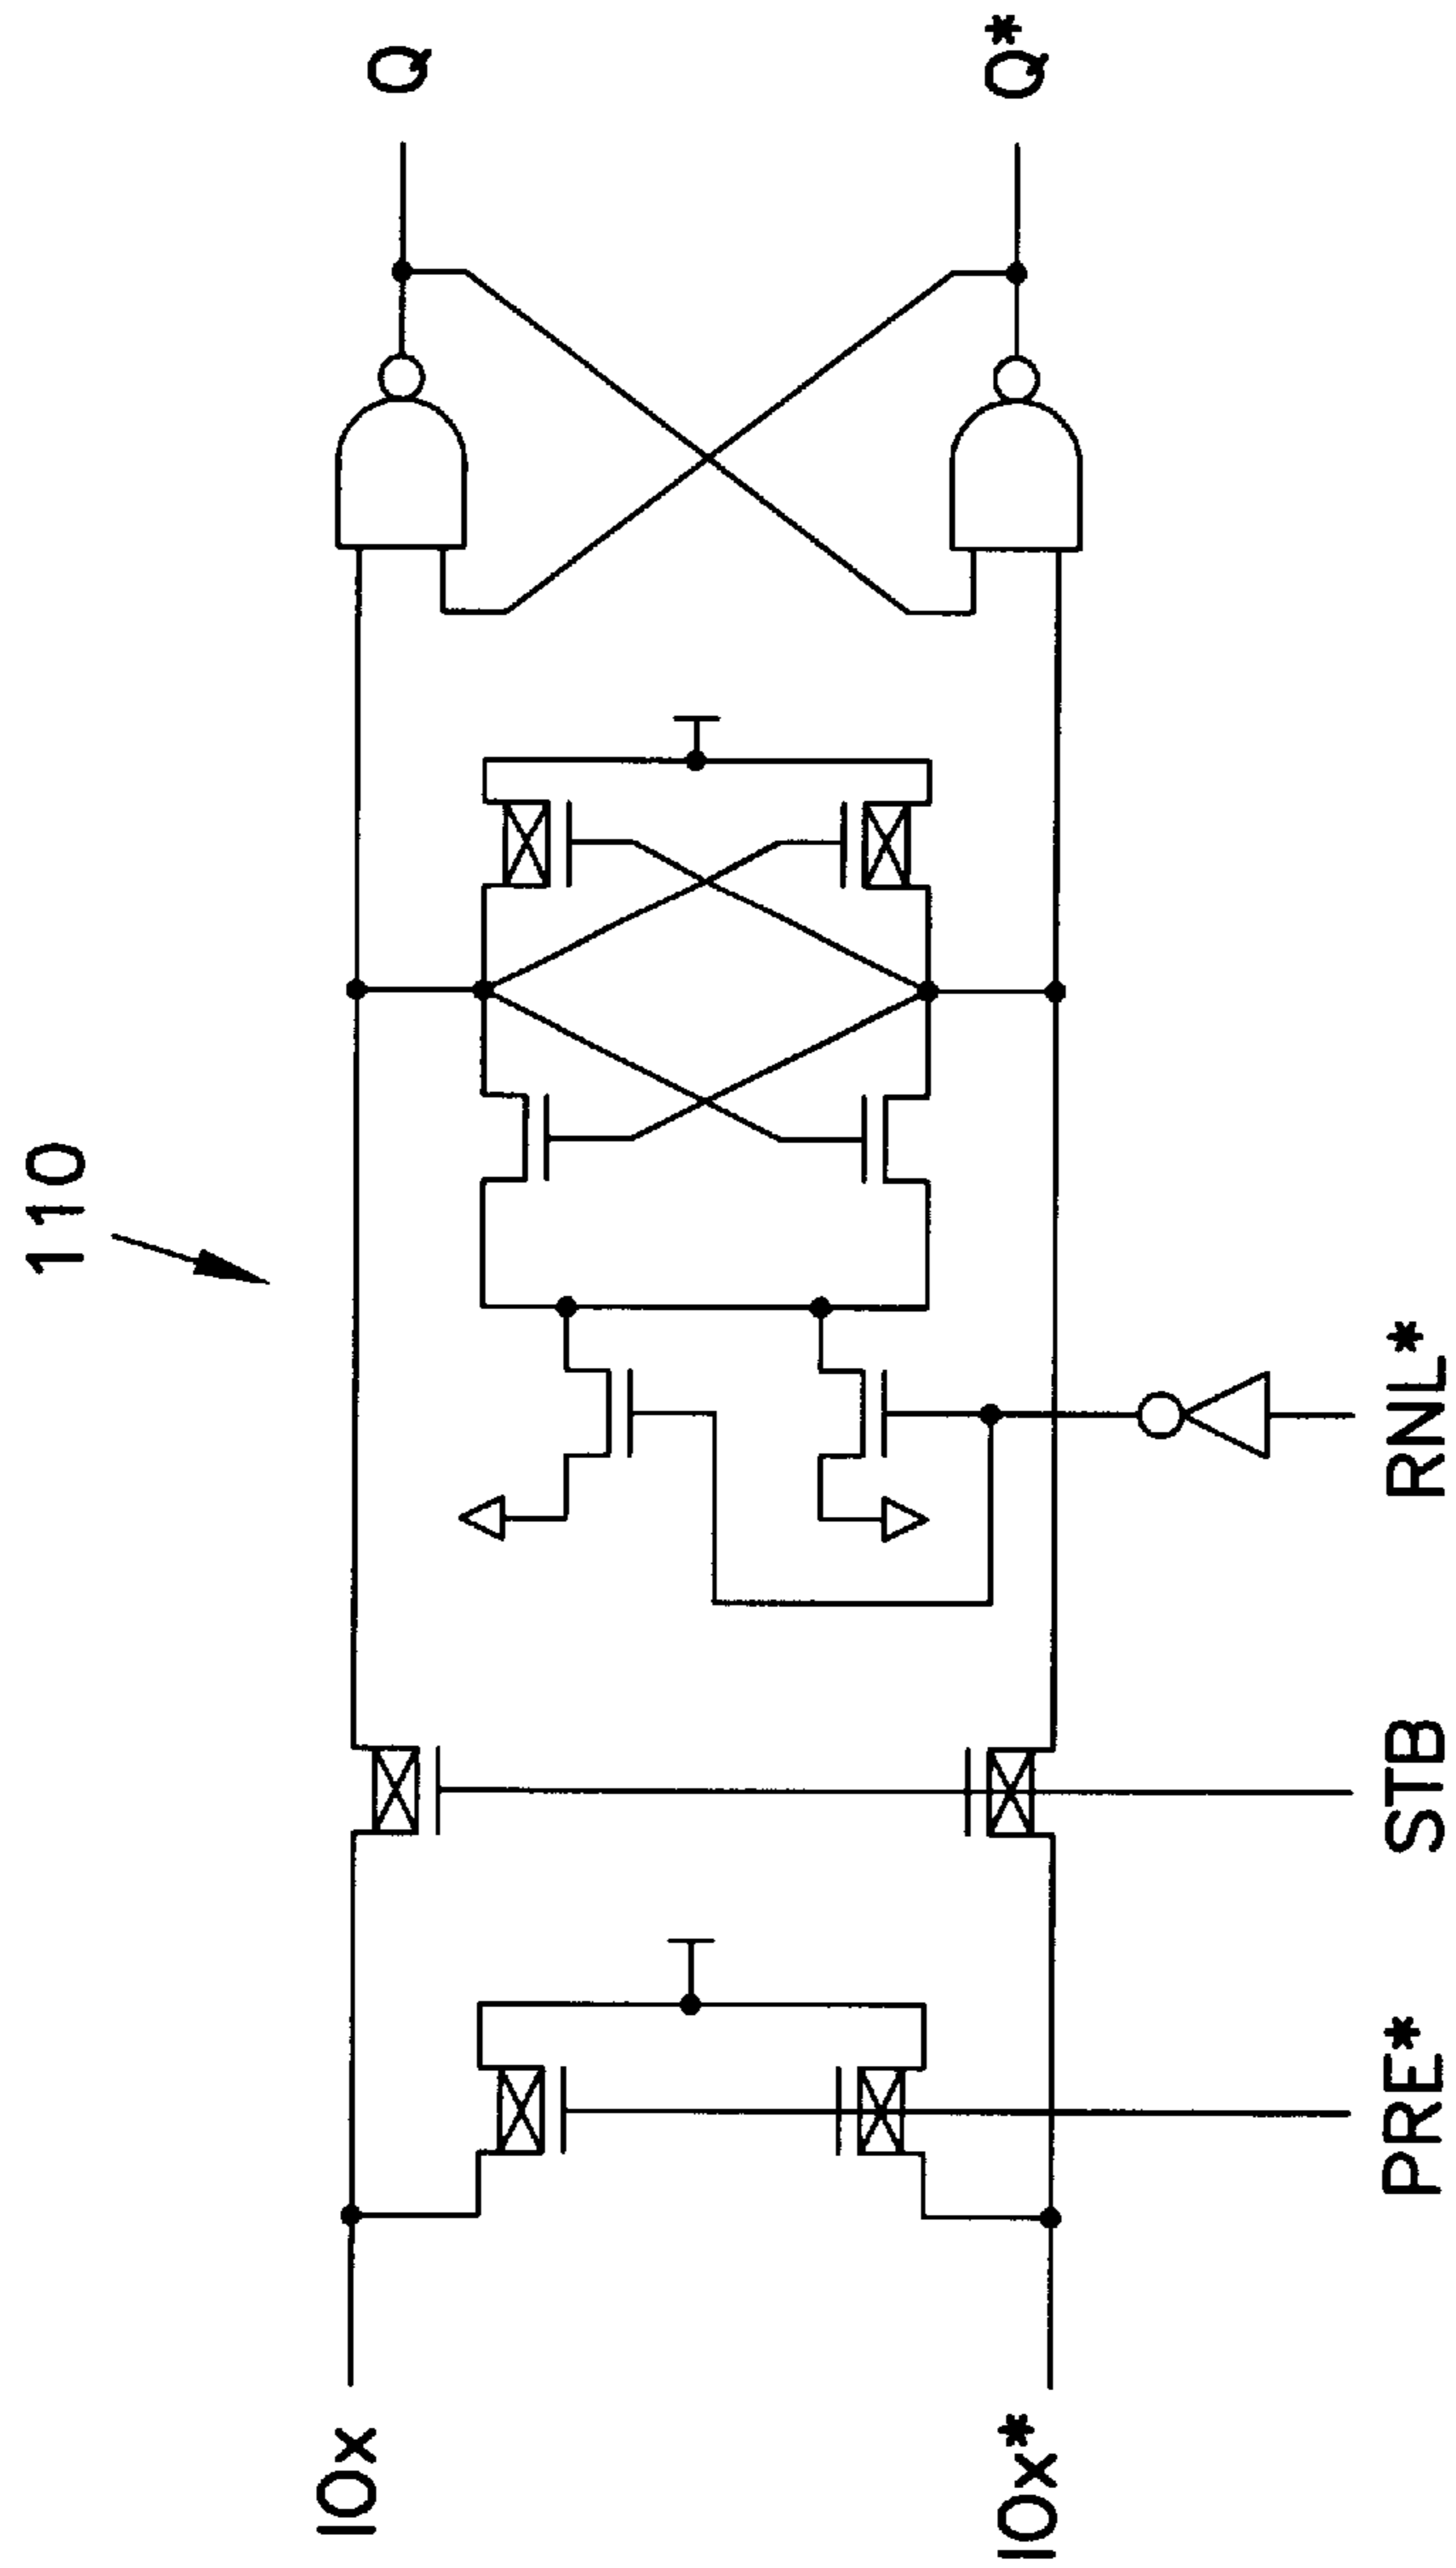 110
Q
Q*
IOx
IOx*
PRE*
STB
RNL*